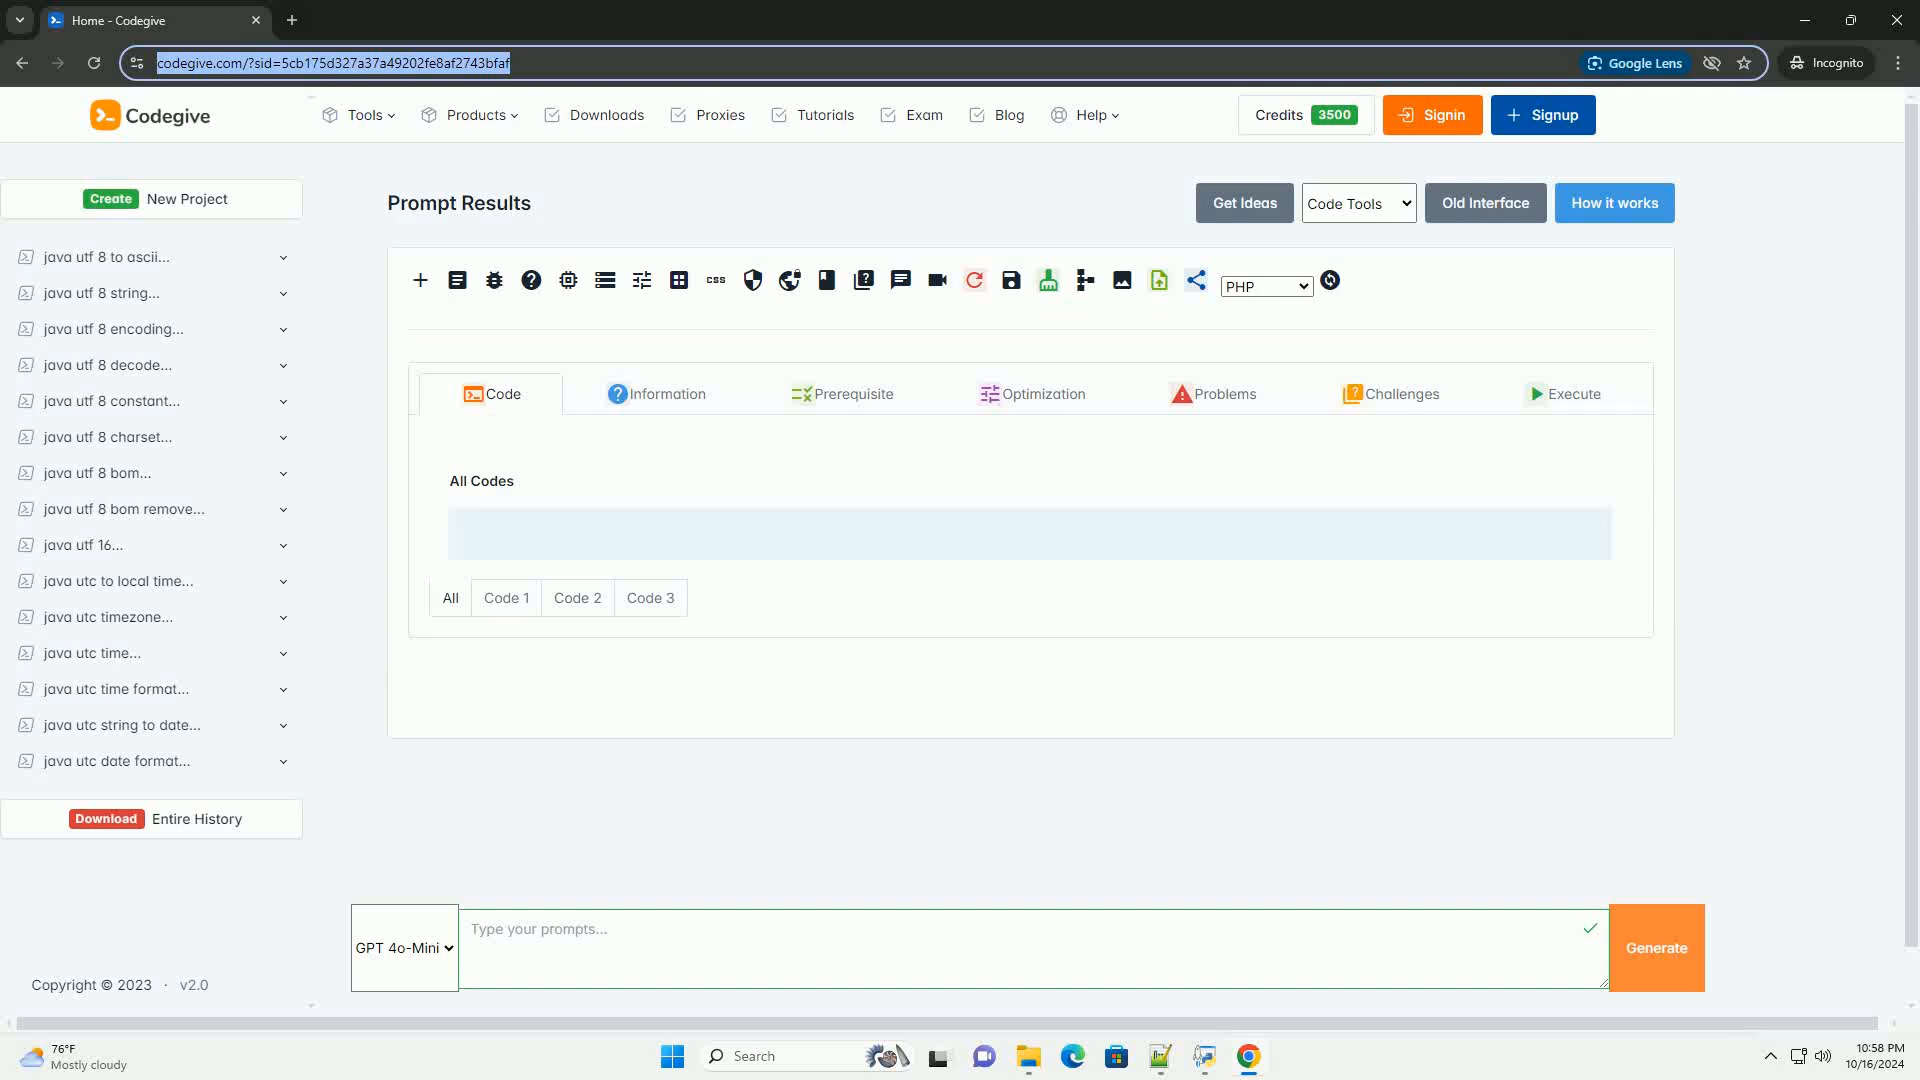 Home - Codegive
codegive.com/?sid=5cb175d327a37a49202fe8af2743bfaf
Google Lens
Incognito
Codegive
Tools
Products
Downloads
Proxies
Tutorials
Exam
Blog
Help
Credits 3500
Signin
Signup
Create New Project
Prompt Results
Get Ideas
Code Tools
Old Interface
How it works
java utf 8 to ascii...
java utf 8 string...
java utf 8 encoding...
java utf 8 decode...
java utf 8 constant...
java utf 8 charset...
java utf 8 bom...
java utf 8 bom remove...
java utf 16...
java utc to local time...
java utc timezone...
java utc time...
java utc time format...
java utc string to date...
java utc date format...
Download Entire History
css
PHP
Code
Information
Prerequisite
Optimization
Problems
Challenges
Execute
All Codes
All
Code 1
Code 2
Code 3
GPT 4o-Mini
Type your prompts...
Generate
Copyright © 2023 · v2.0
76°F
Mostly cloudy
Search
10:58 PM
10/16/2024